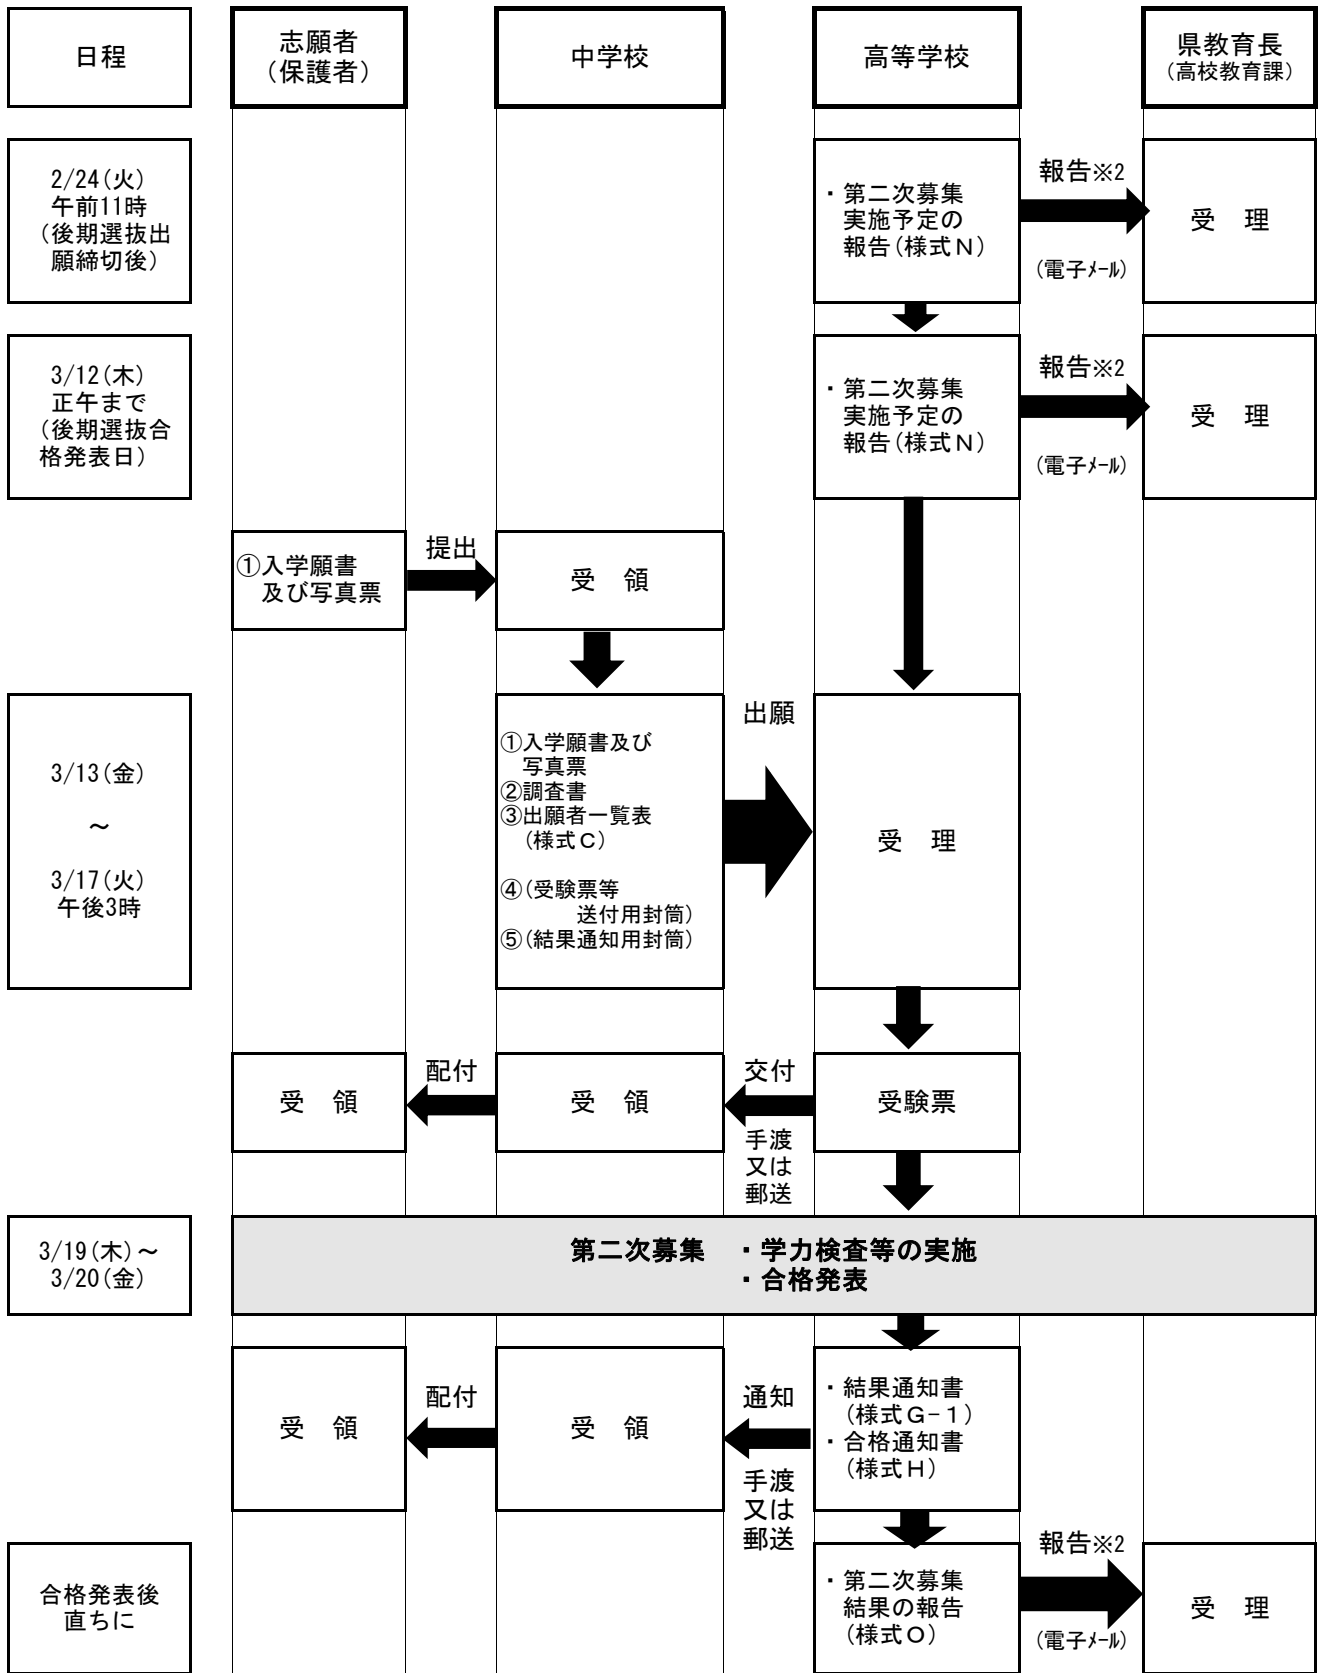 日程
志願者
（保護者）
中学校
高等学校
県教育長
（高校教育課）
2/24(火)
午前11時
（後期選抜出
願締切後）
・第二次募集
実施予定の
報告(様式Ｎ)
報告※2
(電子ﾒｰﾙ)
受　理
3/12(木)
正午まで
（後期選抜合
格発表日）
・第二次募集
実施予定の
報告(様式Ｎ)
報告※2
(電子ﾒｰﾙ)
受　理
①入学願書
及び写真票
提出
受　領
3/13(金)
～
3/17(火)
午後3時
①入学願書及び
写真票
②調査書
③出願者一覧表
(様式Ｃ)
④(受験票等
送付用封筒)
⑤(結果通知用封筒)
出願
受　理
受　領
配付
受　領
交付
手渡
又は
郵送
受験票
3/19(木)～
3/20(金)
第二次募集　・学力検査等の実施
・合格発表
受　領
配付
受　領
通知
手渡
又は
郵送
・結果通知書
(様式Ｇ-１)
・合格通知書
(様式Ｈ)
合格発表後
直ちに
・第二次募集
結果の報告
(様式Ｏ)
報告※2
(電子ﾒｰﾙ)
受　理